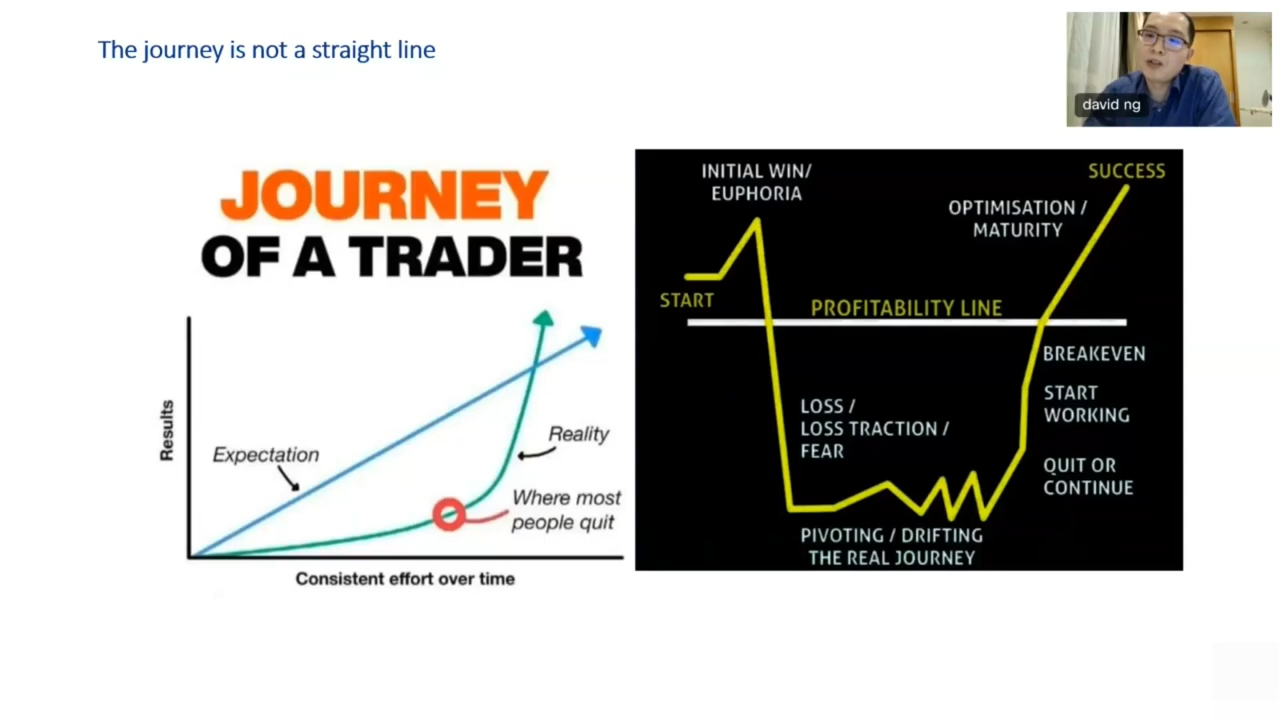 The journey is not a straight line
david ng
JOURNEY
OF A TRADER
Results
Expectation
Reality
Where most
people quit
Consistent effort over time
INITIAL WIN/
EUPHORIA
SUCCESS
OPTIMISATION /
MATURITY
START
PROFITABILITY LINE
BREAKEVEN
START
WORKING
LOSS /
LOSS TRACTION /
FEAR
QUIT OR
CONTINUE
PIVOTING / DRIFTING
THE REAL JOURNEY